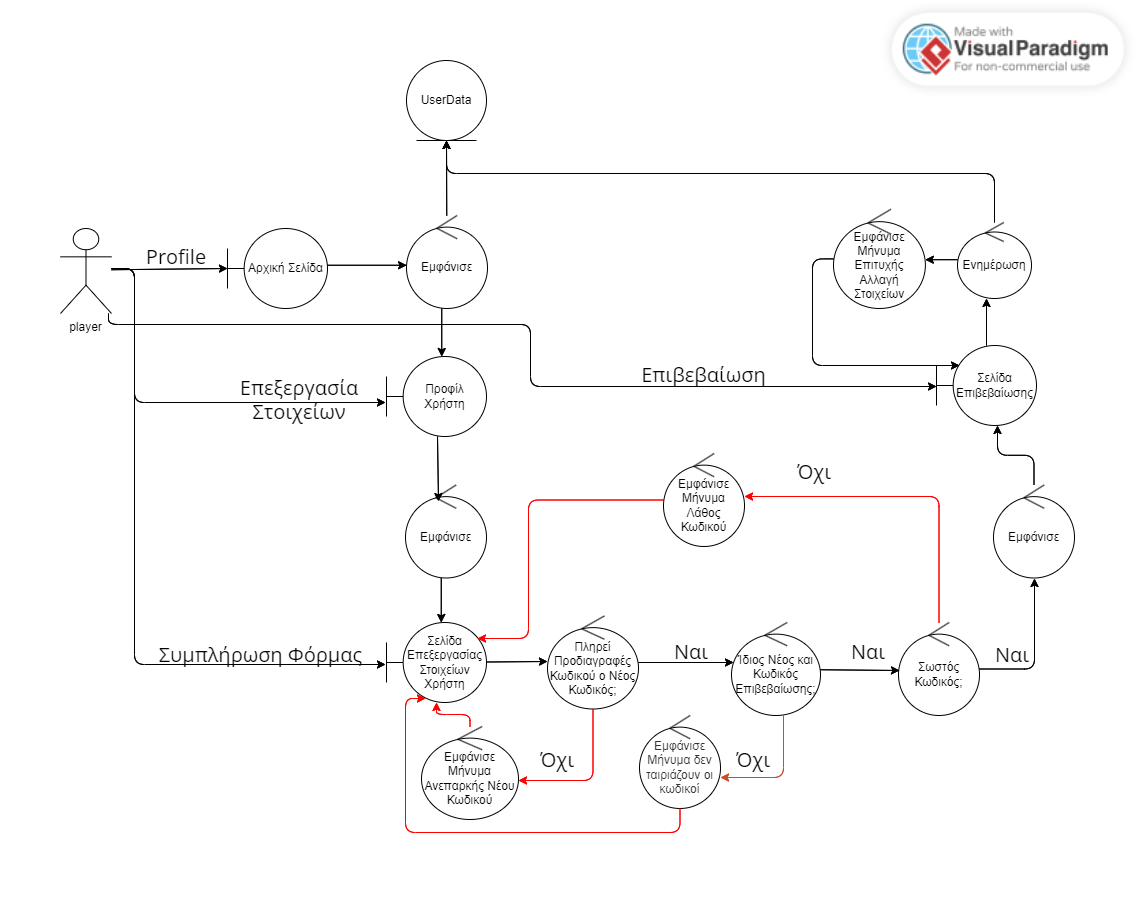 Made with
Visual Paradigm
For non-commercial use
UserData
Profile
Αρχική Σελίδα
Εμφάνισε
Εμφάνισε
Μήνυμα
Επιτυχής
Αλλαγή
Στοιχείων
Ενημέρωση
player
Επεξεργασία
Στοιχείων
Προφίλ
Χρήστη
Επιβεβαίωση
Σελίδα
Επιβεβαίωσης
Όχι
Εμφάνισε
Μήνυμα
Λάθος
Κωδικού
Εμφάνισε
Εμφάνισε
Συμπλήρωση Φόρμας
Σελίδα
Επεξεργασίας
Στοιχείων
Χρήστη
Πληρεί
Προδιαγραφές
Κωδικού ο Νέος
Κωδικός;
Ναι
Ίδιος Νέος και
Κωδικός
Επιβεβαίωσης;
Ναι
Σωστός
Κωδικός;
Ναι
Εμφάνισε
Μήνυμα
Ανεπαρκής Νέου
Κωδικού
Όχι
Εμφάνισε
Μήνυμα δεν
ταιριάζουν οι
κωδικοί
Όχι